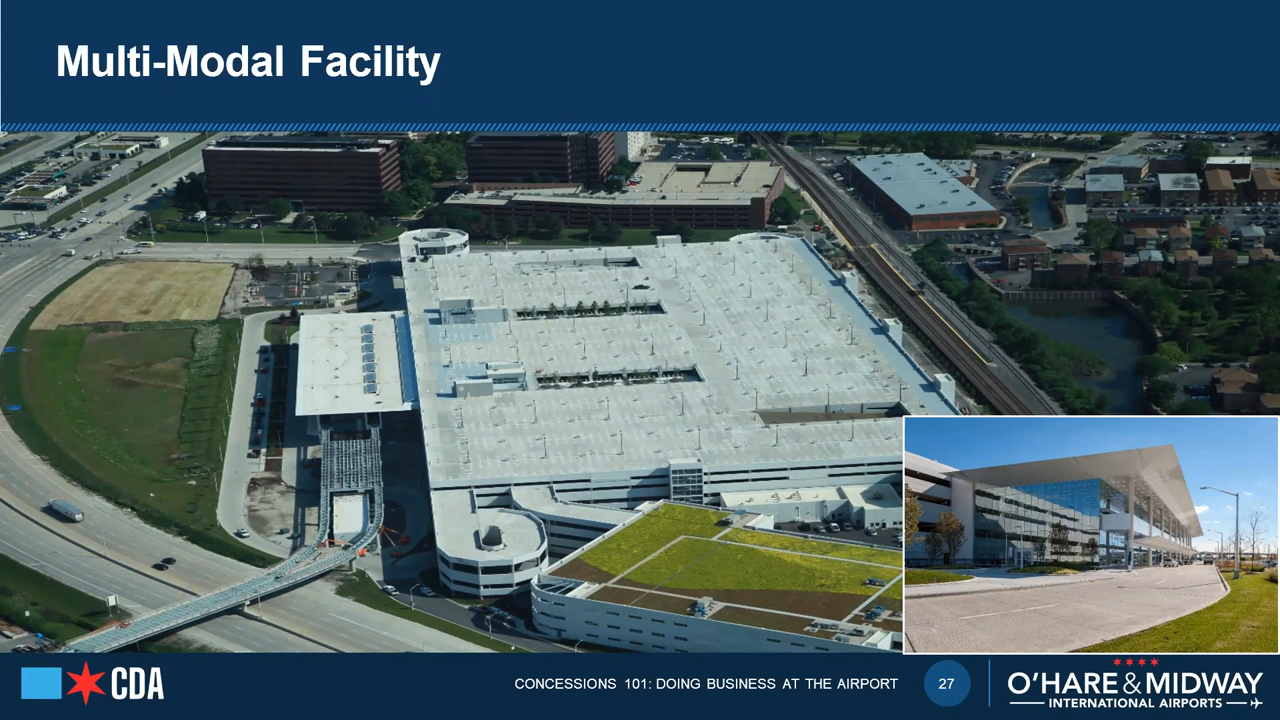 Multi-Modal Facility
CDA
CONCESSIONS 101: DOING BUSINESS AT THE AIRPORT
27
O'HARE & MIDWAY
INTERNATIONAL AIRPORTS